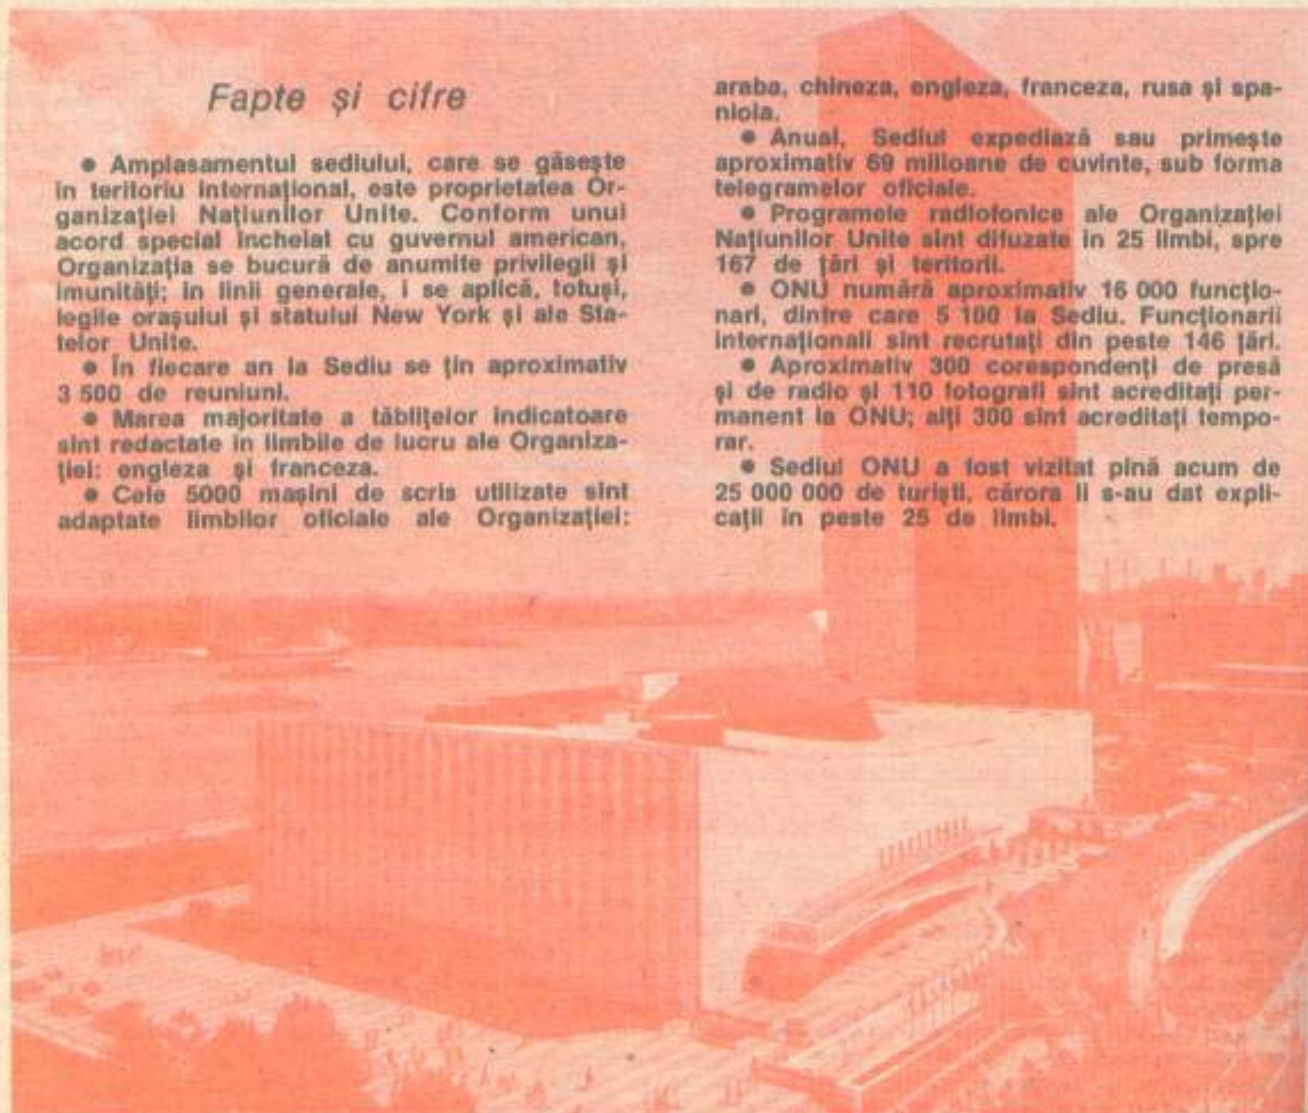 Fapte și cifre
• Amplasamentul sediului, care se găsește
in teritoriu internațional, este proprietatea Or-
ganizației Națiunilor Unite. Conform unui
acord special incheiat cu guvernul american,
Organizația se bucură de anumite privilegii și
imunități; in linii generale, i se aplică, totuși,
legile orașului și statului New York și ale Sta-
telor Unite.
• În fiecare an la Sediu se țin aproximativ
3 500 de reuniuni.
• Marea majoritate a tăblițelor indicatoare
sint redactate in limbile de lucru ale Organiza-
ției: engleza și franceza.
• Cele 5000 mașini de scris utilizate sint
adaptate limbilor oficiale ale Organizației:
araba, chineza, engleza, franceza, rusa și spa-
niola.
• Anual, Sediul expediază sau primește
aproximativ 69 milioane de cuvinte, sub forma
telegramelor oficiale.
• Programele radiofonice ale Organizației
Națiunilor Unite sint difuzate in 25 limbi, spre
167 de țări și teritorii.
• ONU numără aproximativ 16 000 funcțio-
nari, dintre care 5 100 la Sediu. Funcționarii
internaționali sint recrutați din peste 146 țări.
• Aproximativ 300 corespondenți de presă
și de radio și 110 fotografi sint acreditați per-
manent la ONU; alți 300 sint acreditați tempo-
rar.
• Sediul ONU a fost vizitat pină acum de
25 000 000 de turiști, cărora li s-au dat expli-
cații in peste 25 de limbi.